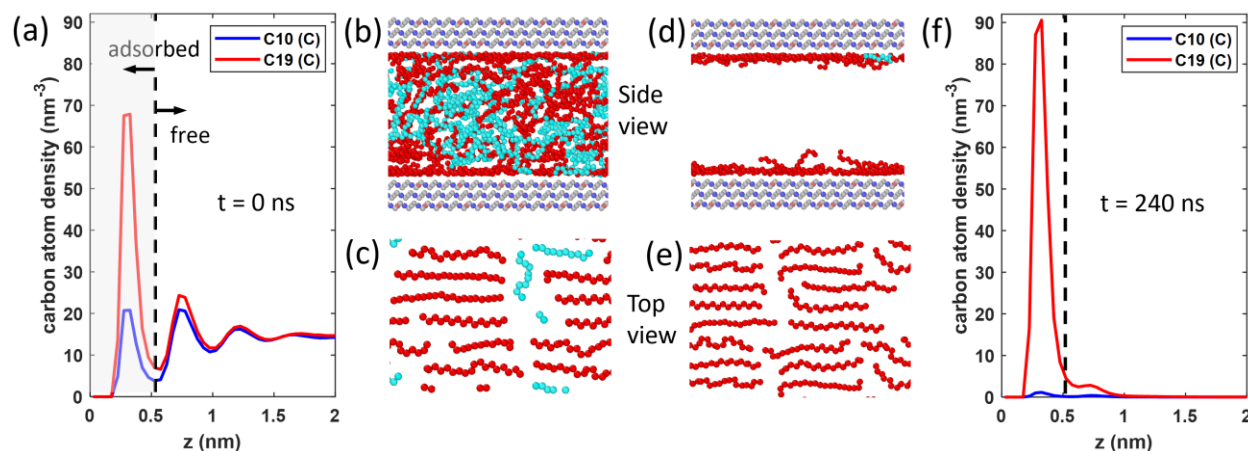 (a)
carbon atom density (nm⁻³)
90
80
70
60
50
40
30
20
10
0
adsorbed
free
C10 (C)
C19 (C)
t = 0 ns
0 0.5 1 1.5 2
z (nm)
(b)
(c)
Side
view
Top
view
(d)
(e)
(f)
carbon atom density (nm⁻³)
90
80
70
60
50
40
30
20
10
0
C10 (C)
C19 (C)
t = 240 ns
0 0.5 1 1.5 2
z (nm)